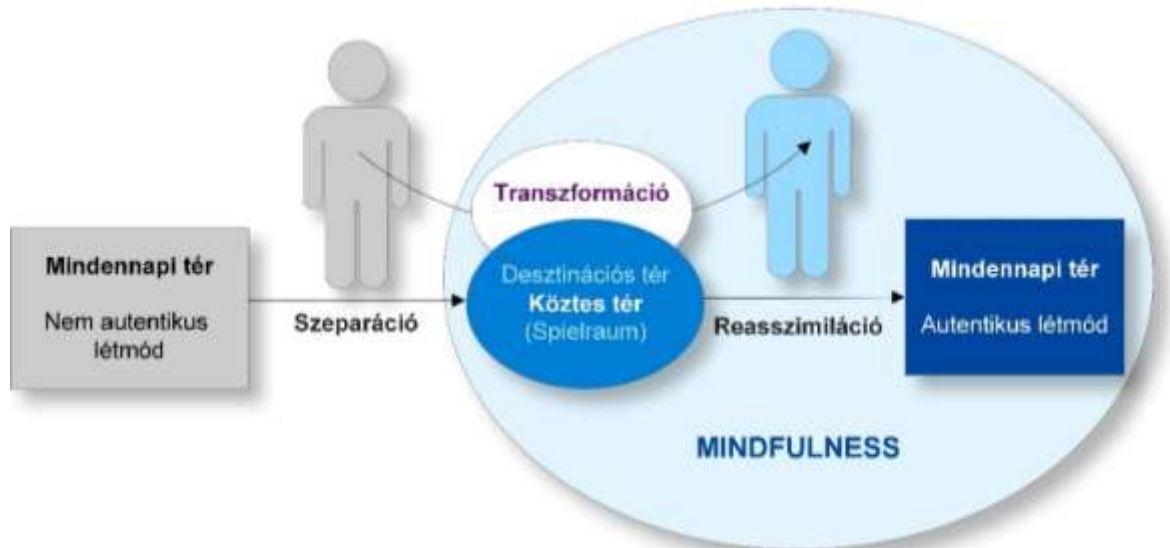 Mindennapi tér
Nem autentikus
létmód
Szeparáció
Transzformáció
Desztinációs tér
Köztes tér
(Spielraum)
Reasszimiláció
Mindennapi tér
Autentikus létmód
MINDFULNESS